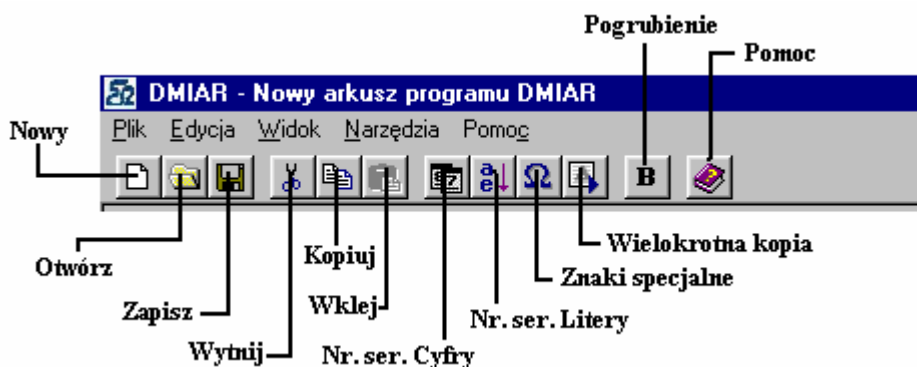 Pogrubienie
Pomoc
DMIAR - Nowy arkusz programu DMIAR
Nowy
Plik Edycja Widok Narzędzia Pomoc
B
Otwórz
Kopiuj
Wielokrotna kopia
Znaki specjalne
Zapisz
Wklej
Nr. ser. Litery
Wytnij
Nr. ser. Cyfry